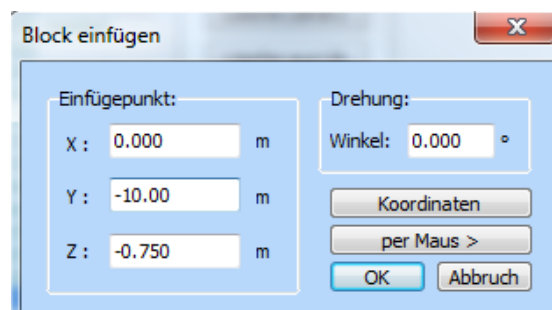 Block einfügen
Einfügepunkt:
X : 0.000 m
Y : -10.00 m
Z : -0.750 m
Drehung:
Winkel: 0.000 °
Koordinaten
per Maus >
OK Abbruch